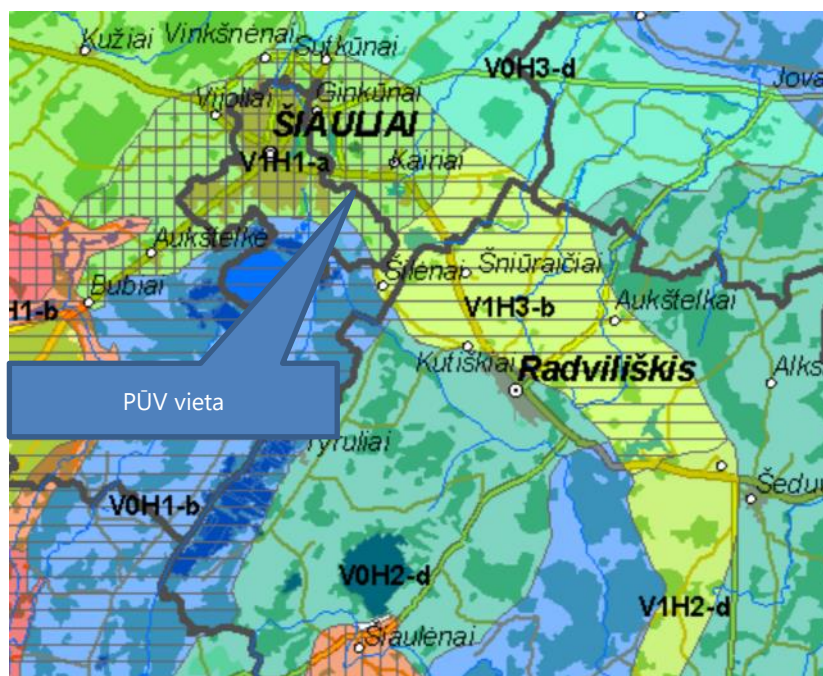 Kužiai
Vinkšnėnai
Sutkūnai
V0H3-d
Jova
Vijoliai
Ginkūnai
ŠIAULIAI
V1H1-a
Kairiai
Aukštelkė
Bubiai
H1-b
Šilėnai
Šniūraičiai
V1H3-b
Aukštelkai
Kutiškiai
Radviliškis
Alks
PŪV vieta
Tyruliai
V0H1-b
Šeduv
V0H2-d
V1H2-d
Šiaulėnai